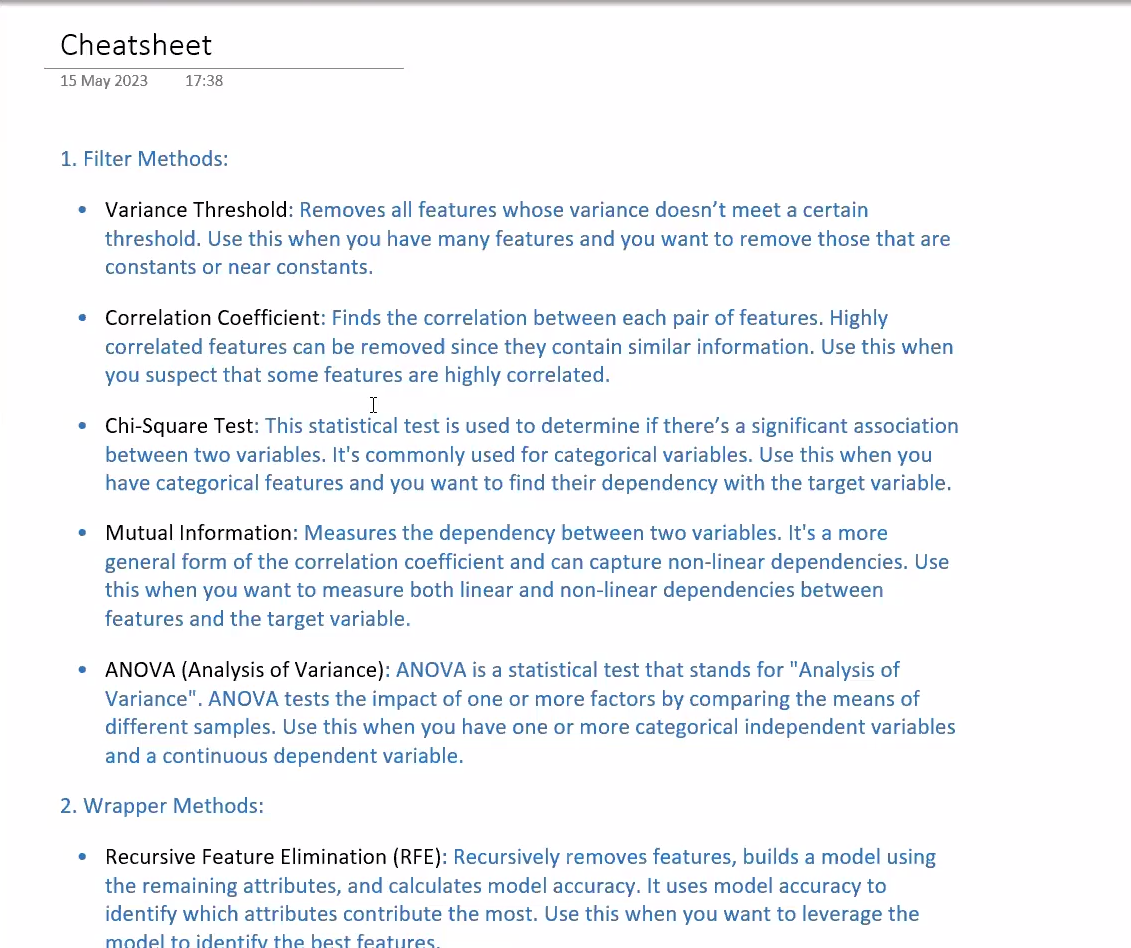 Cheatsheet
15 May 2023 17:38
1. Filter Methods:
• Variance Threshold: Removes all features whose variance doesn’t meet a certain
threshold. Use this when you have many features and you want to remove those that are
constants or near constants.
• Correlation Coefficient: Finds the correlation between each pair of features. Highly
correlated features can be removed since they contain similar information. Use this when
you suspect that some features are highly correlated.
• Chi-Square Test: This statistical test is used to determine if there’s a significant association
between two variables. It's commonly used for categorical variables. Use this when you
have categorical features and you want to find their dependency with the target variable.
• Mutual Information: Measures the dependency between two variables. It's a more
general form of the correlation coefficient and can capture non-linear dependencies. Use
this when you want to measure both linear and non-linear dependencies between
features and the target variable.
• ANOVA (Analysis of Variance): ANOVA is a statistical test that stands for "Analysis of
Variance". ANOVA tests the impact of one or more factors by comparing the means of
different samples. Use this when you have one or more categorical independent variables
and a continuous dependent variable.
2. Wrapper Methods:
• Recursive Feature Elimination (RFE): Recursively removes features, builds a model using
the remaining attributes, and calculates model accuracy. It uses model accuracy to
identify which attributes contribute the most. Use this when you want to leverage the
model to identify the best features.